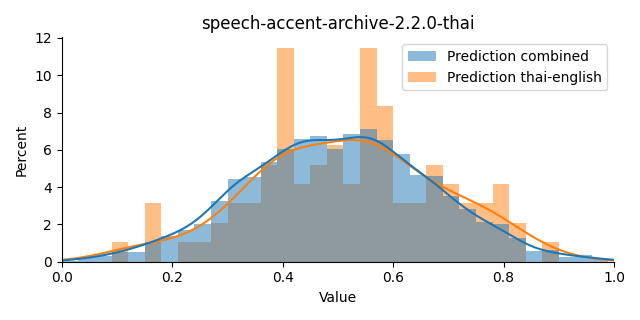 speech-accent-archive-2.2.0-thai
12
10
8
6
4
2
0
Percent
Prediction combined
Prediction thai-english
0.0 0.2 0.4 0.6 0.8 1.0
Value